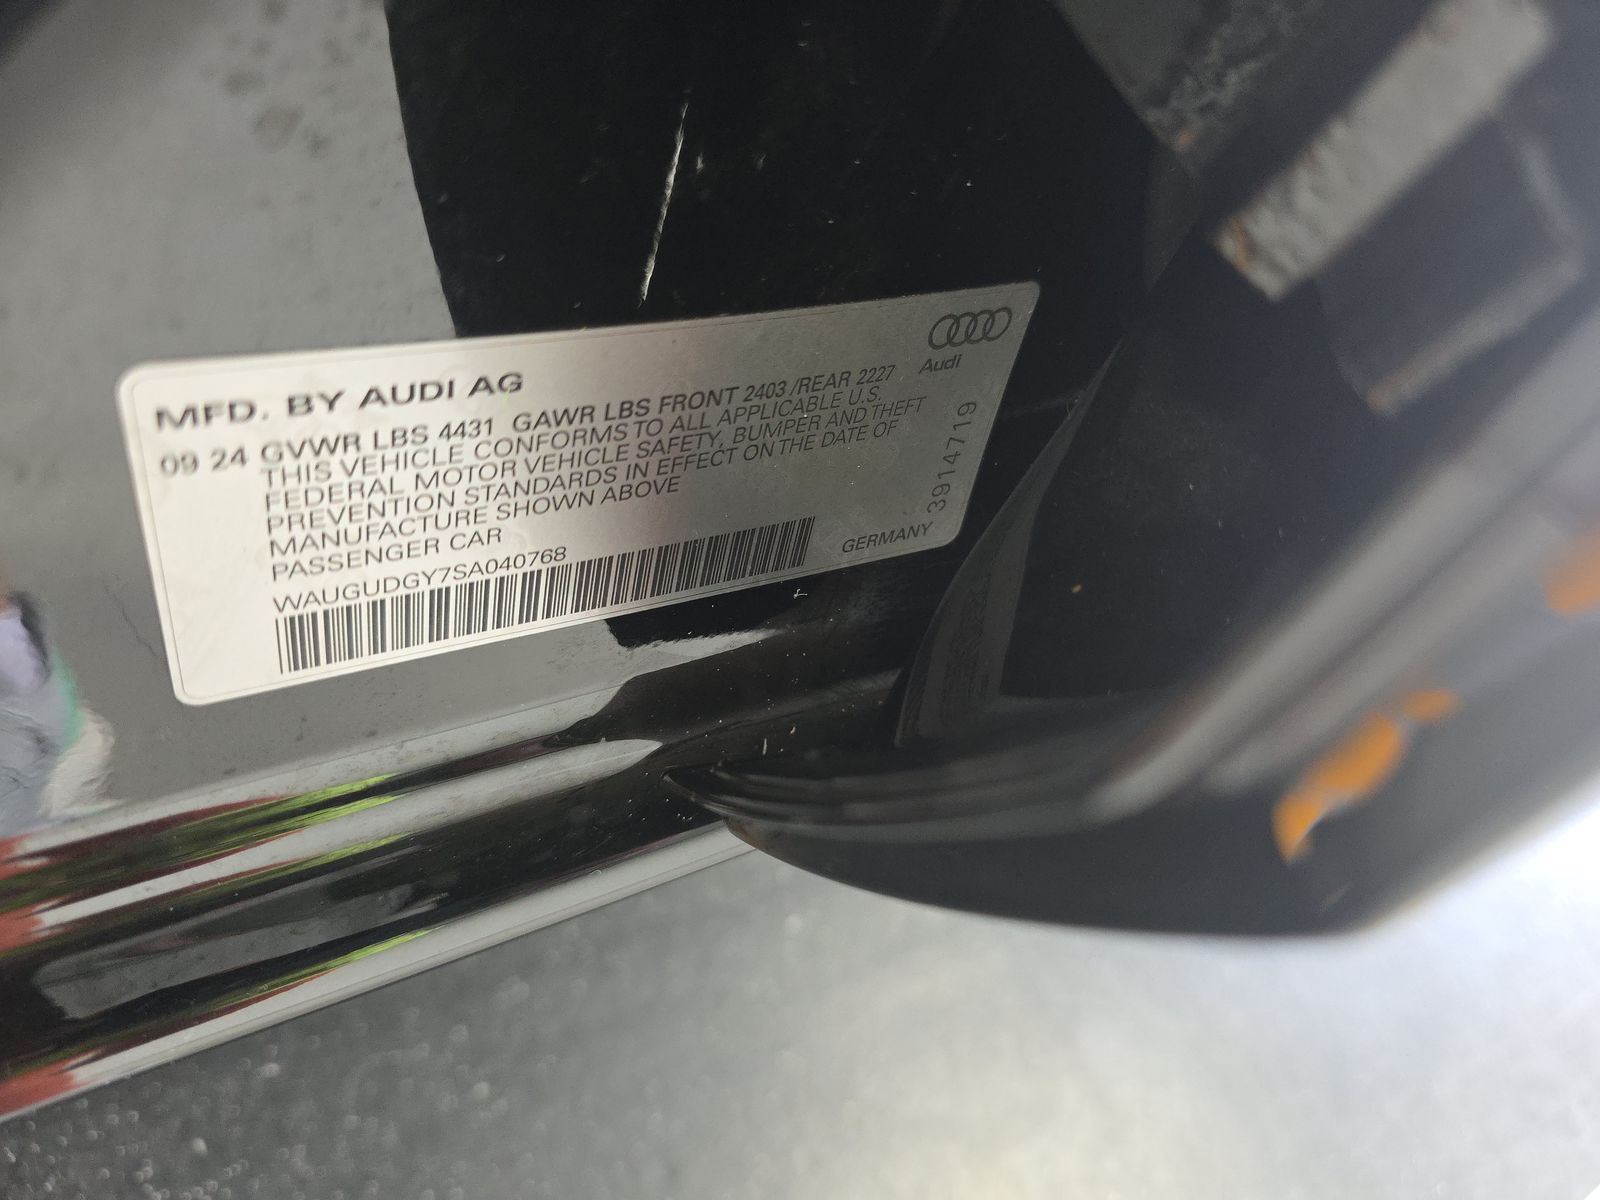 MFD. BY AUDI AG
09 24 GVWR LBS 4431 GAWR LBS FRONT 2403 /REAR 2227
THIS VEHICLE CONFORMS TO ALL APPLICABLE U.S.
FEDERAL MOTOR VEHICLE SAFETY, BUMPER AND THEFT
PREVENTION STANDARDS IN EFFECT ON THE DATE OF
MANUFACTURE SHOWN ABOVE
PASSENGER CAR
WAUGUDGY7SA040768
GERMANY
Audi
3914719